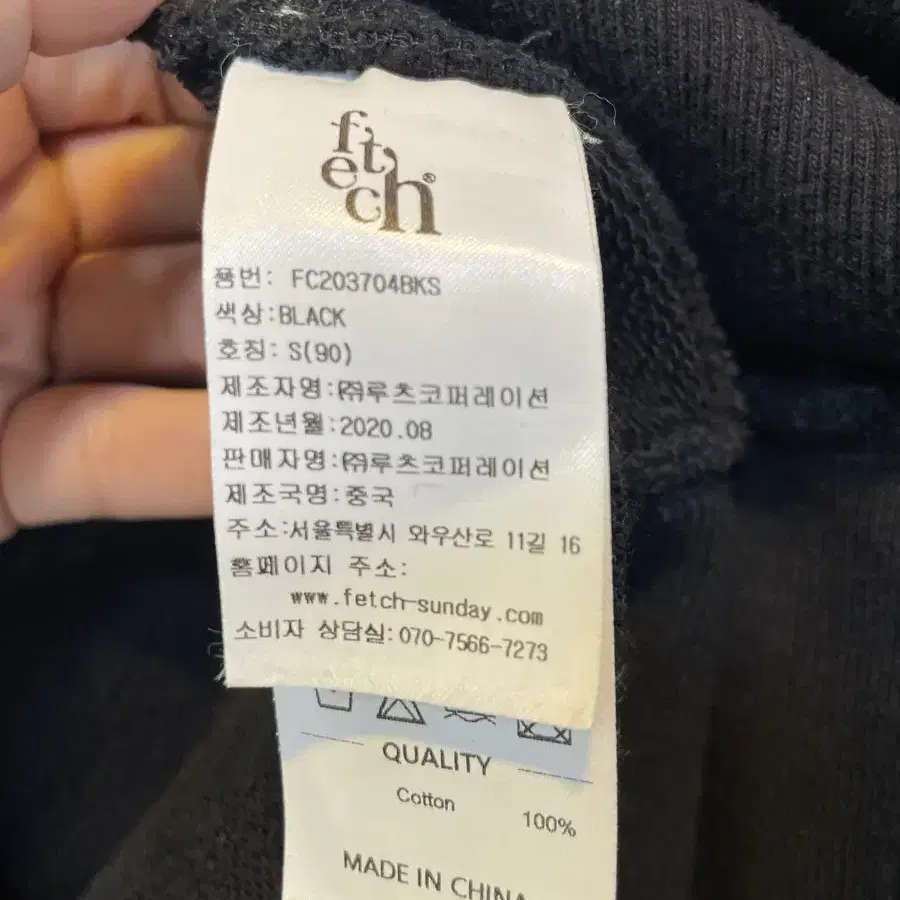 fetch®
품번: FC203704BKS
색상:BLACK
호칭: S(90)
제조자명:㈜루츠코퍼레이션
제조년월:2020.08
판매자명:㈜루츠코퍼레이션
제조국명:중국
주소:서울특별시 와우산로 11길 16
홈페이지 주소:
www.fetch-sunday.com
소비자 상담실:070-7566-7273
QUALITY
Cotton 100%
MADE IN CHINA